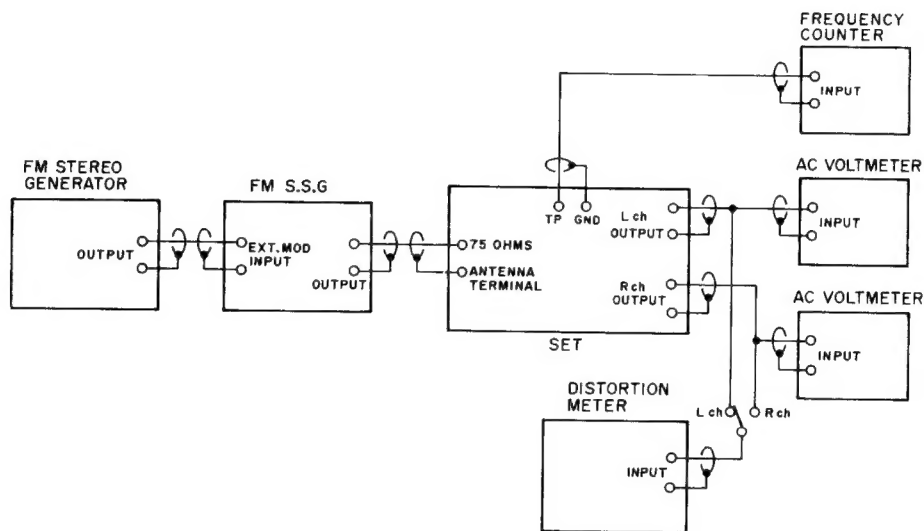 FREQUENCY
COUNTER
INPUT
FM STEREO
GENERATOR
OUTPUT
FM S.S.G
EXT.MOD
INPUT
OUTPUT
75 OHMS
ANTENNA
TERMINAL
TP GND
L ch
OUTPUT
R ch
OUTPUT
SET
AC VOLTMETER
INPUT
AC VOLTMETER
INPUT
DISTORTION
METER
L ch
R ch
INPUT